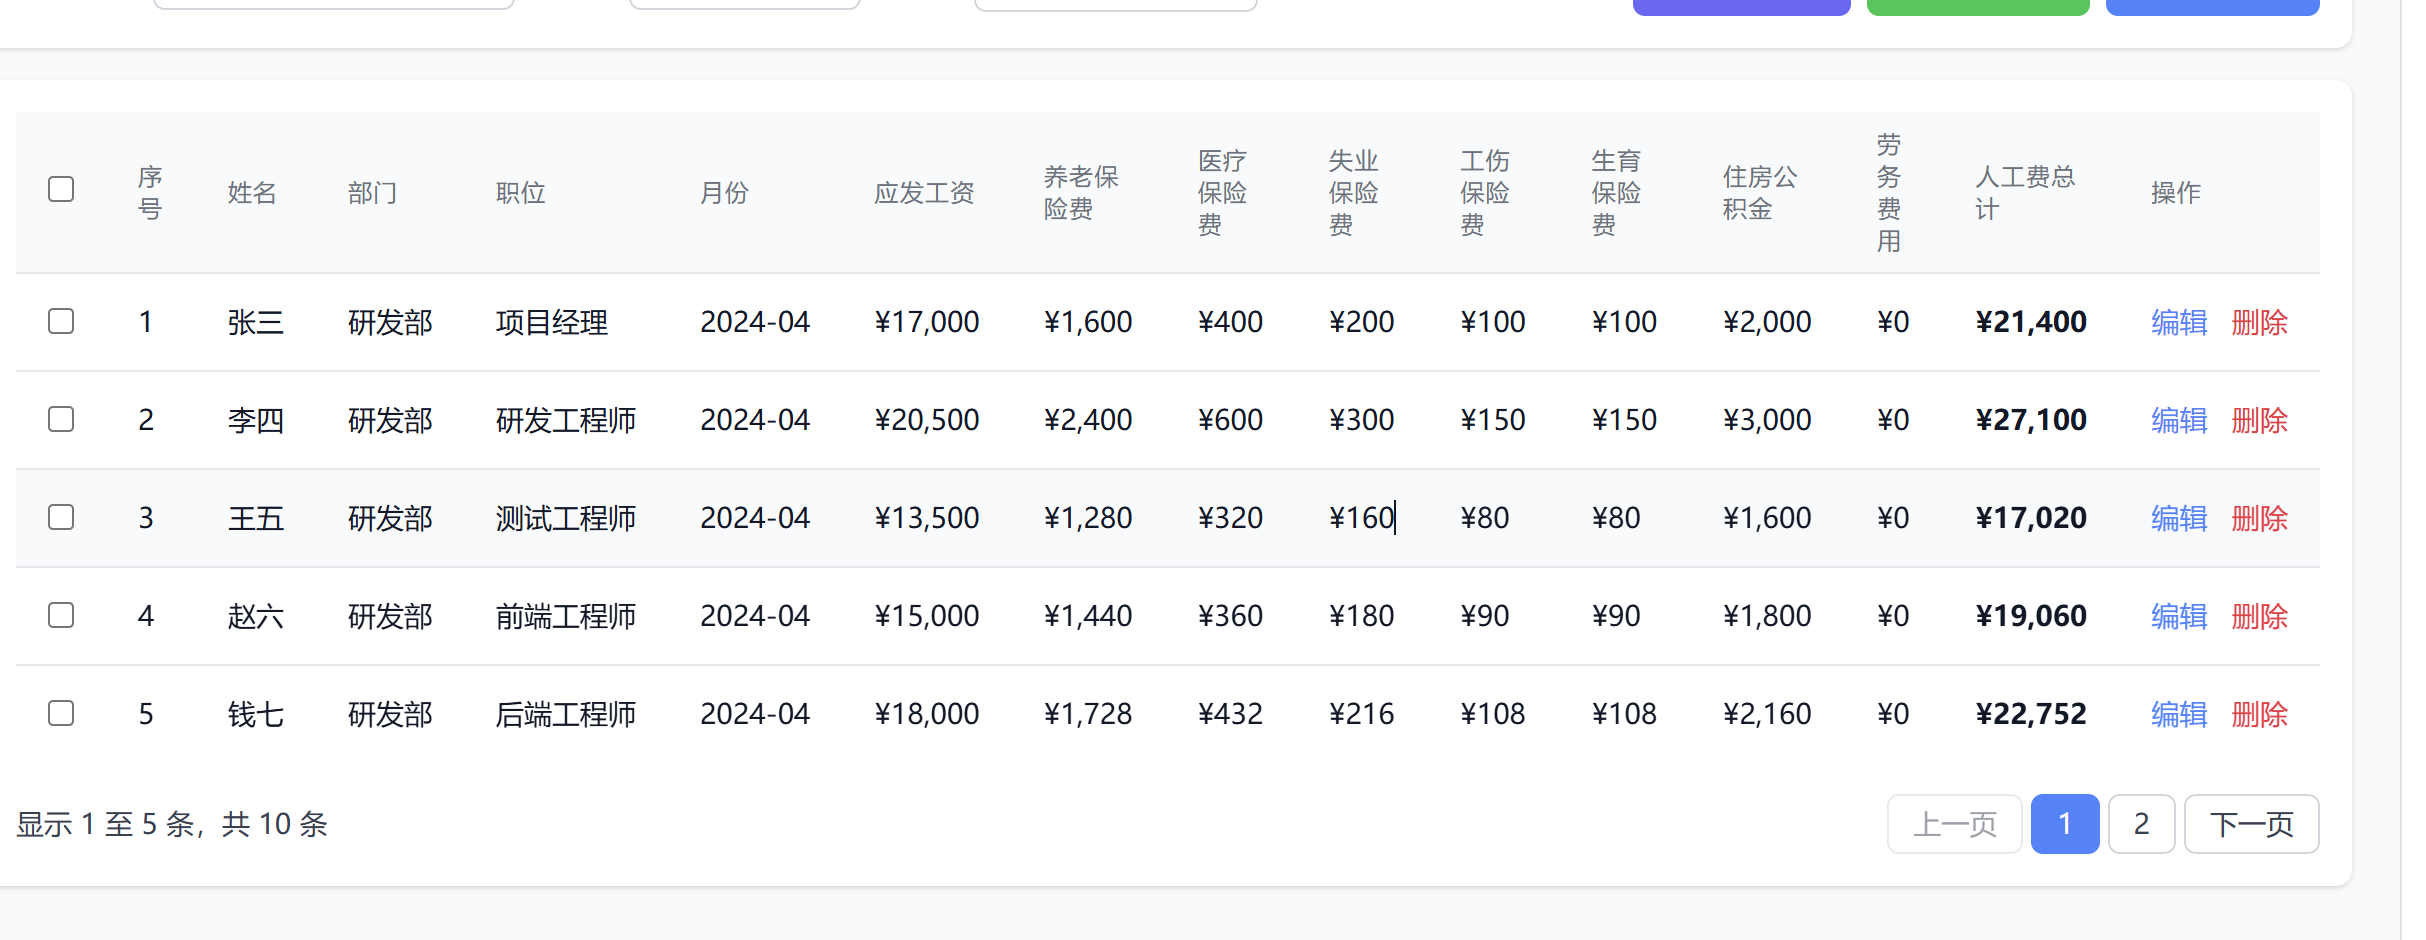 序号 姓名 部门 职位 月份 应发工资 养老保险费 医疗保险费 失业保险费 工伤保险费 生育保险费 住房公积金 劳务费用 人工费总计 操作
1 张三 研发部 项目经理 2024-04 ¥17,000 ¥1,600 ¥400 ¥200 ¥100 ¥100 ¥2,000 ¥0 ¥21,400 编辑 删除
2 李四 研发部 研发工程师 2024-04 ¥20,500 ¥2,400 ¥600 ¥300 ¥150 ¥150 ¥3,000 ¥0 ¥27,100 编辑 删除
3 王五 研发部 测试工程师 2024-04 ¥13,500 ¥1,280 ¥320 ¥160 ¥80 ¥80 ¥1,600 ¥0 ¥17,020 编辑 删除
4 赵六 研发部 前端工程师 2024-04 ¥15,000 ¥1,440 ¥360 ¥180 ¥90 ¥90 ¥1,800 ¥0 ¥19,060 编辑 删除
5 钱七 研发部 后端工程师 2024-04 ¥18,000 ¥1,728 ¥432 ¥216 ¥108 ¥108 ¥2,160 ¥0 ¥22,752 编辑 删除
显示 1 至 5 条，共 10 条 上一页 1 2 下一页